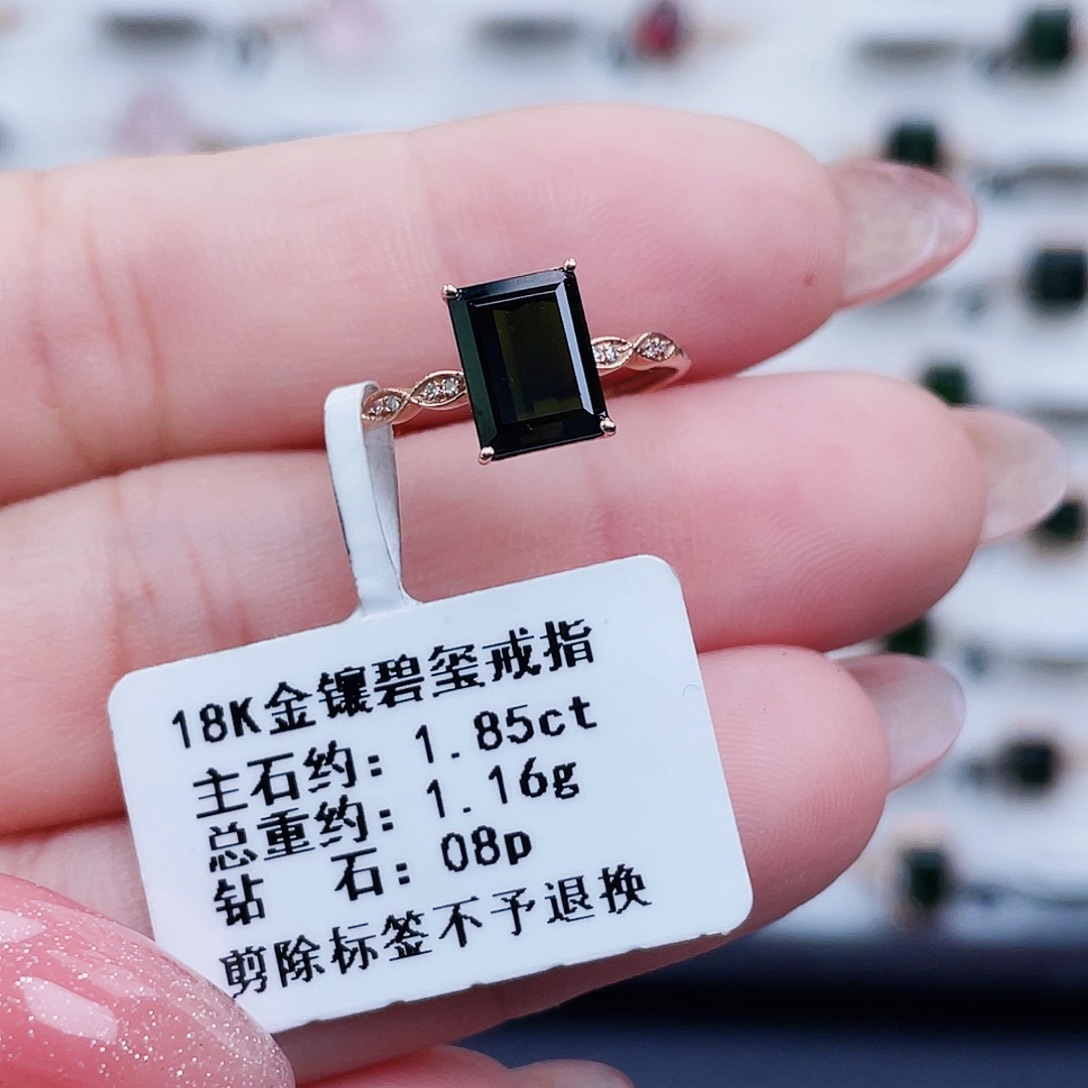 18K金镶碧玺戒指
主石约: 1.85ct
总重约: 1.16g
钻 石: 08p
剪除标签不予退换